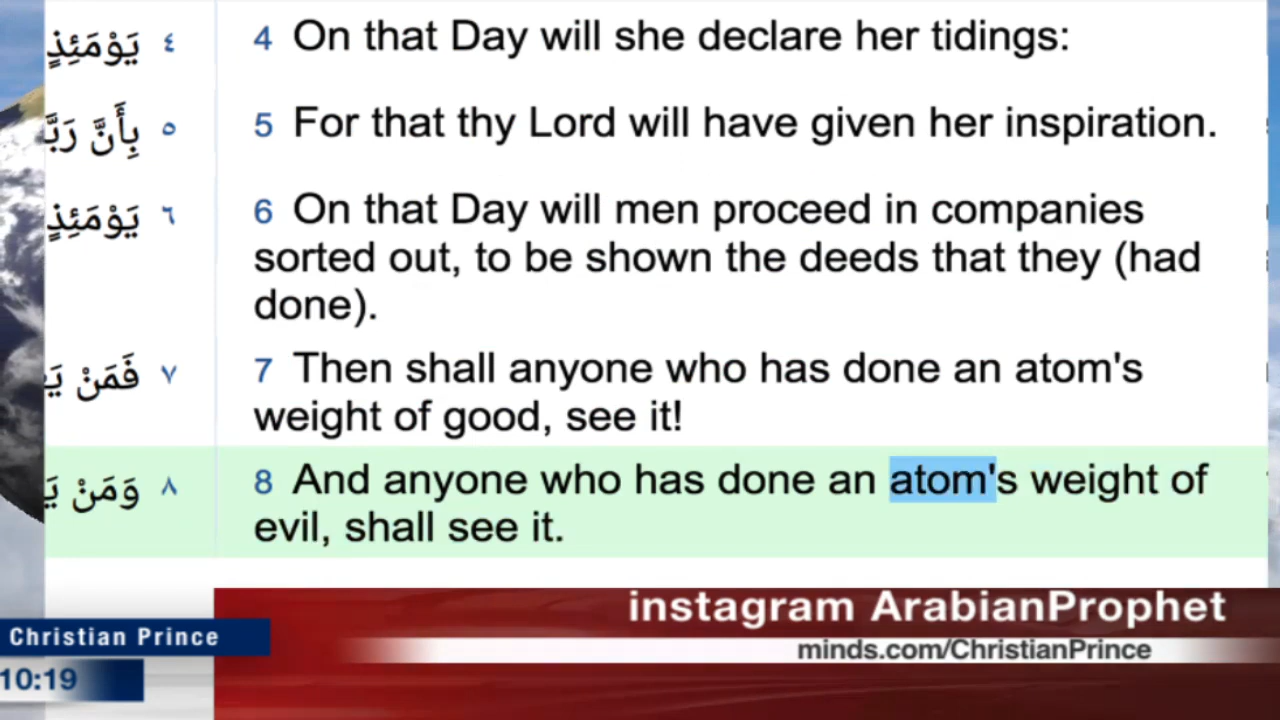 ٤ يَوْمَئِذٍ
4 On that Day will she declare her tidings:
٥ بِأَنَّ
5 For that thy Lord will have given her inspiration.
٦ يَوْمَئِذٍ
6 On that Day will men proceed in companies
sorted out, to be shown the deeds that they (had
done).
٧ فَمَنْ
7 Then shall anyone who has done an atom's
weight of good, see it!
٨ وَمَنْ
8 And anyone who has done an atom's weight of
evil, shall see it.
instagram ArabianProphet
Christian Prince
minds.com/ChristianPrince
10:19